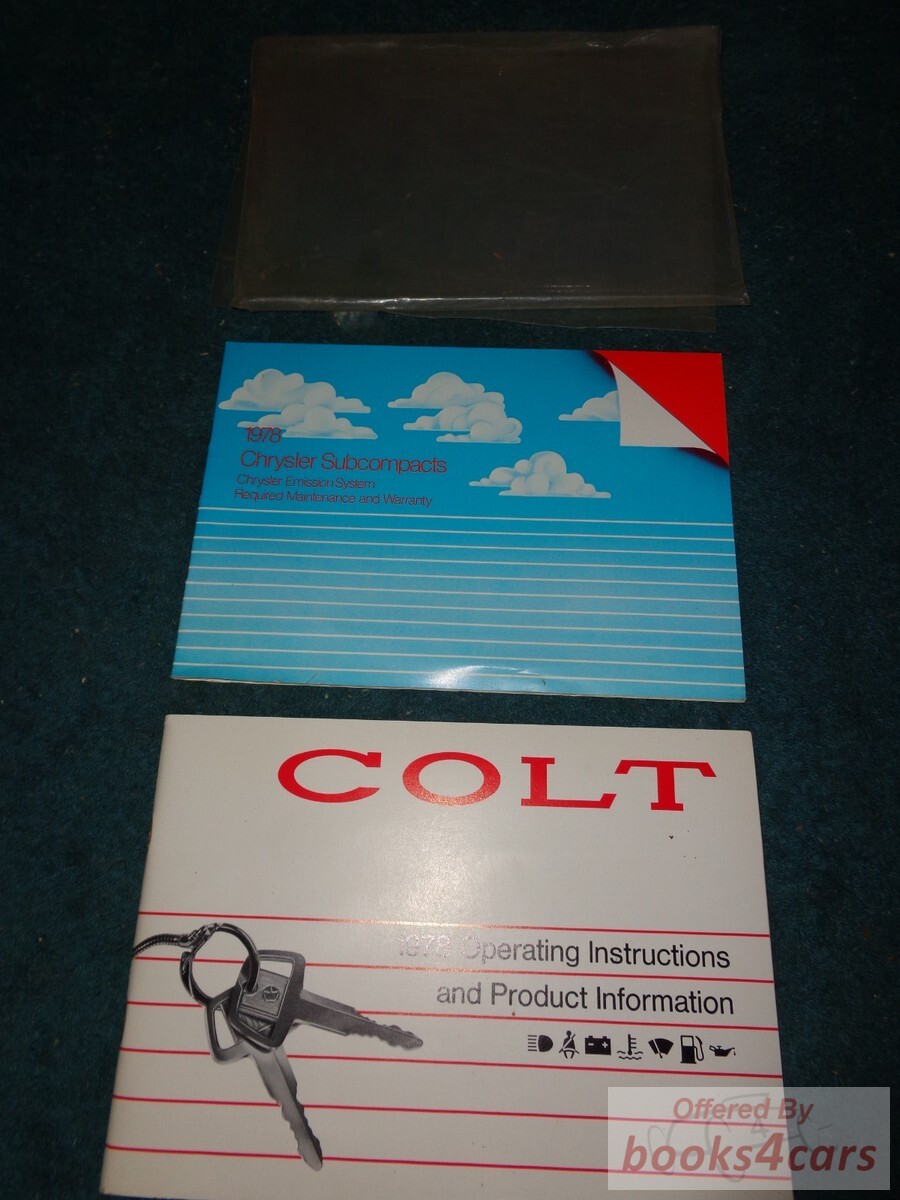 1978
Chrysler Subcompacts
Chrysler Emission System
Required Maintenance and Warranty
COLT
1978 Operating Instructions
and Product Information
Offered By
books4cars